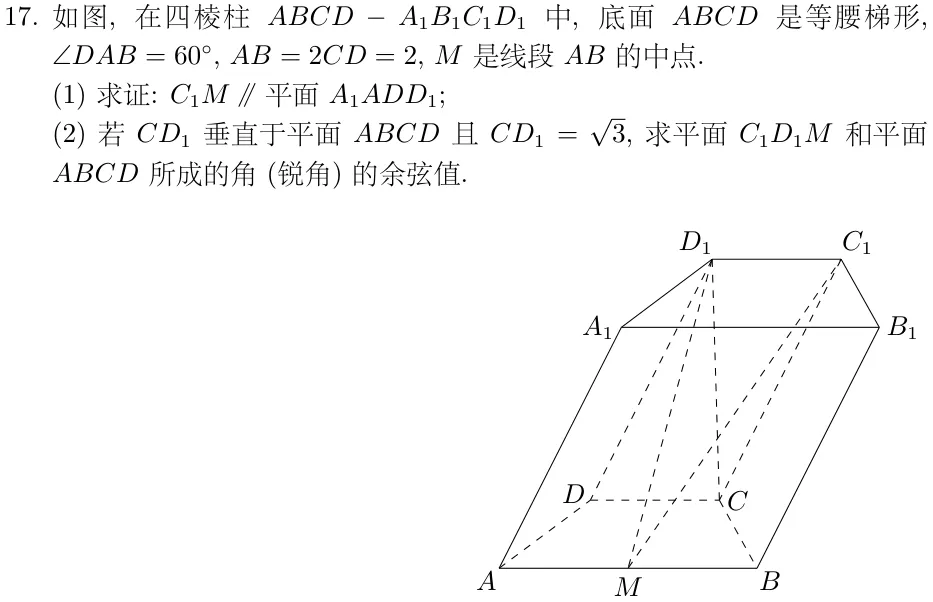 17. 如图, 在四棱柱 ABCD − A₁B₁C₁D₁ 中, 底面 ABCD 是等腰梯形,
∠DAB = 60°, AB = 2CD = 2, M 是线段 AB 的中点.
(1) 求证: C₁M ∥ 平面 A₁ADD₁;
(2) 若 CD₁ 垂直于平面 ABCD 且 CD₁ = √3, 求平面 C₁D₁M 和平面
ABCD 所成的角 (锐角) 的余弦值.
D₁ C₁
A₁ B₁
D C
A M B